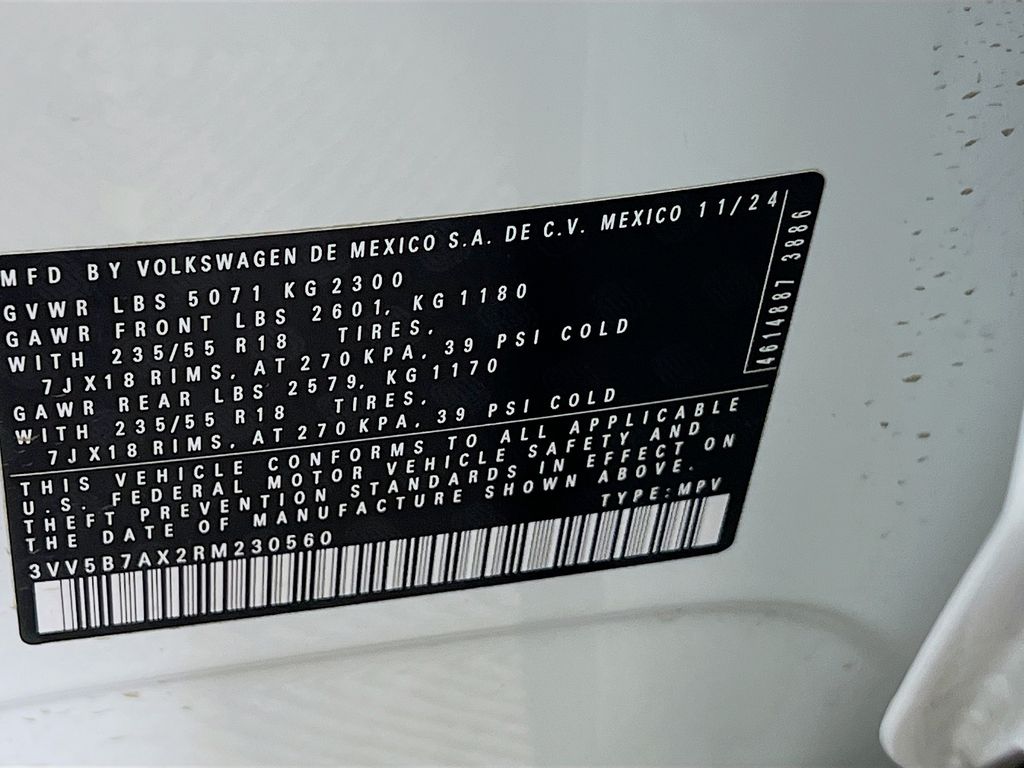 MFD BY VOLKSWAGEN DE MEXICO S.A. DE C.V. MEXICO 11/24
GVWR LBS 5071 KG 2300
GAWR FRONT LBS 2601, KG 1180
WITH 235/55 R18 TIRES,
7JX18 RIMS, AT 270 KPA, 39 PSI COLD
GAWR REAR LBS 2579, KG 1170
WITH 235/55 R18 TIRES,
7JX18 RIMS, AT 270 KPA, 39 PSI COLD
THIS VEHICLE CONFORMS TO ALL APPLICABLE
U.S. FEDERAL MOTOR VEHICLE SAFETY AND
THEFT PREVENTION STANDARDS IN EFFECT ON
THE DATE OF MANUFACTURE SHOWN ABOVE.
3VV5B7AX2RM230560 TYPE:MPV
4614887 3886